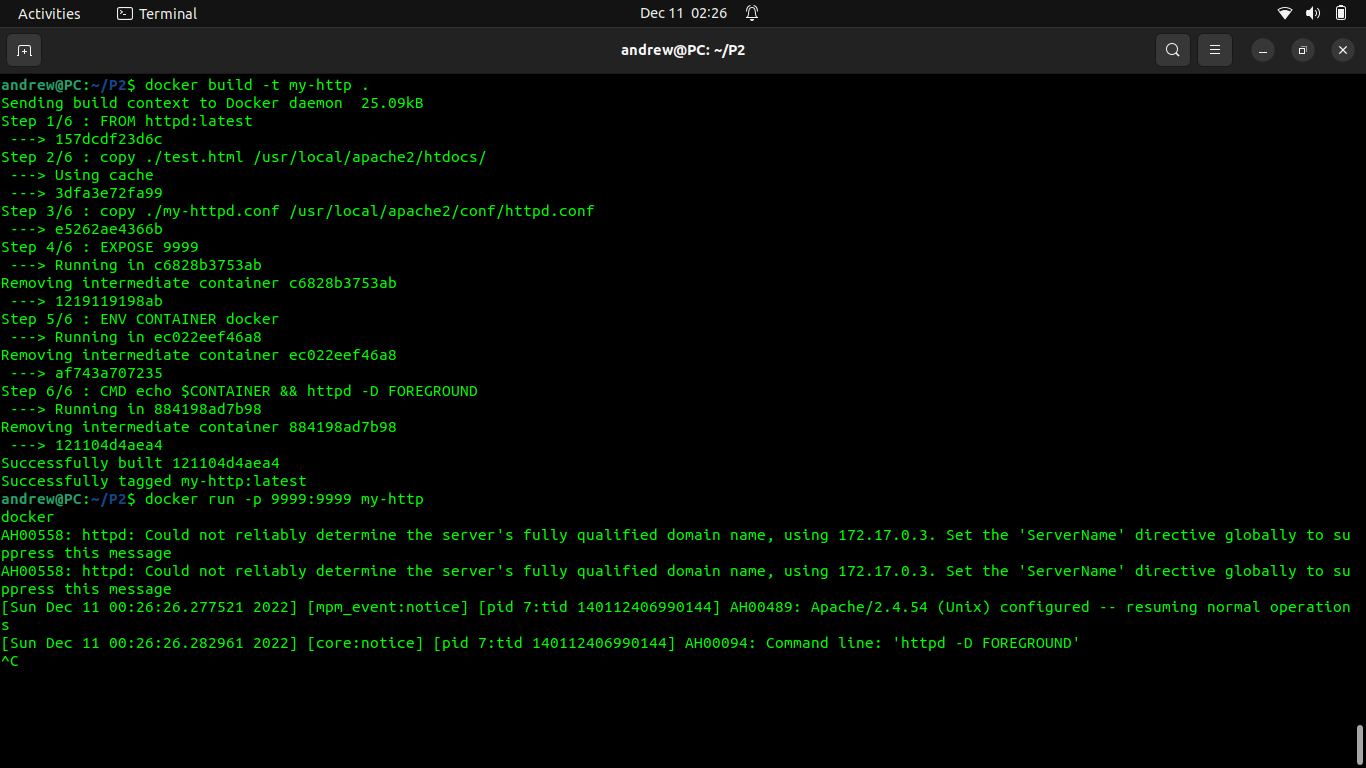 Activities Terminal Dec 11 02:26
andrew@PC: ~/P2
andrew@PC:~/P2$ docker build -t my-http .
Sending build context to Docker daemon  25.09kB
Step 1/6 : FROM httpd:latest
 ---> 157dcdf23d6c
Step 2/6 : copy ./test.html /usr/local/apache2/htdocs/
 ---> Using cache
 ---> 3dfa3e72fa99
Step 3/6 : copy ./my-httpd.conf /usr/local/apache2/conf/httpd.conf
 ---> e5262ae4366b
Step 4/6 : EXPOSE 9999
 ---> Running in c6828b3753ab
Removing intermediate container c6828b3753ab
 ---> 1219119198ab
Step 5/6 : ENV CONTAINER docker
 ---> Running in ec022eef46a8
Removing intermediate container ec022eef46a8
 ---> af743a707235
Step 6/6 : CMD echo $CONTAINER && httpd -D FOREGROUND
 ---> Running in 884198ad7b98
Removing intermediate container 884198ad7b98
 ---> 121104d4aea4
Successfully built 121104d4aea4
Successfully tagged my-http:latest
andrew@PC:~/P2$ docker run -p 9999:9999 my-http
docker
AH00558: httpd: Could not reliably determine the server's fully qualified domain name, using 172.17.0.3. Set the 'ServerName' directive globally to su
ppress this message
AH00558: httpd: Could not reliably determine the server's fully qualified domain name, using 172.17.0.3. Set the 'ServerName' directive globally to su
ppress this message
[Sun Dec 11 00:26:26.277521 2022] [mpm_event:notice] [pid 7:tid 140112406990144] AH00489: Apache/2.4.54 (Unix) configured -- resuming normal operation
s
[Sun Dec 11 00:26:26.282961 2022] [core:notice] [pid 7:tid 140112406990144] AH00094: Command line: 'httpd -D FOREGROUND'
^C